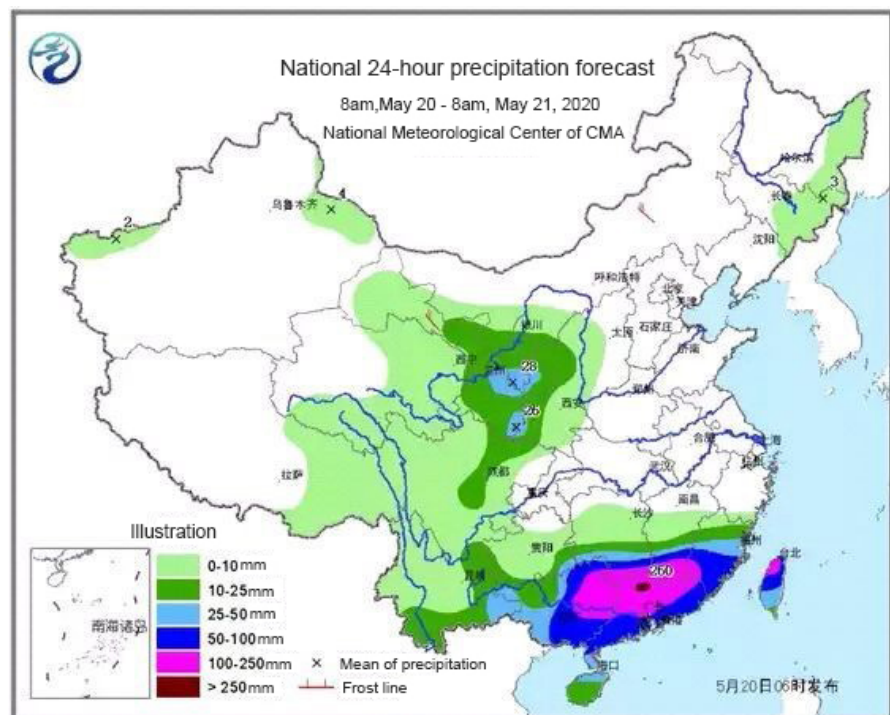 National 24-hour precipitation forecast
8am,May 20 - 8am, May 21, 2020
National Meteorological Center of CMA
哈尔滨
长春
3
沈阳
乌鲁木齐
4
2
呼和浩特
北京
天津
银川
太原
石家庄
济南
西宁
兰州
28
郑州
26
西安
合肥
上海
杭州
拉萨
成都
武汉
重庆
南昌
长沙
贵阳
福州
台北
昆明
260
香港
海口
Illustration
0-10mm
10-25mm
25-50mm
50-100mm
100-250mm
> 250mm
Mean of precipitation
Frost line
南海诸岛
5月20日06时发布